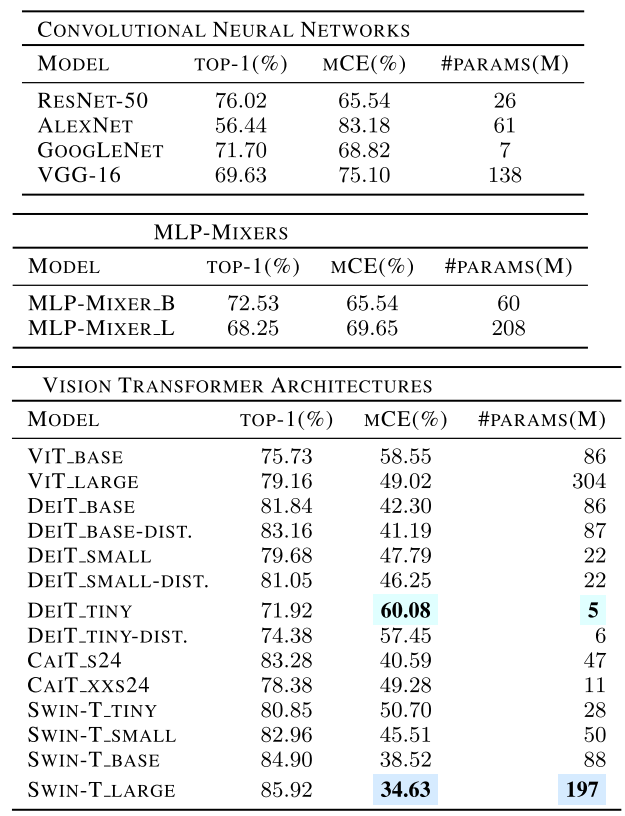 CONVOLUTIONAL NEURAL NETWORKS
MODEL TOP-1(%) MCE(%) #PARAMS(M)
RESNET-50 76.02 65.54 26
ALEXNET 56.44 83.18 61
GOOGLENET 71.70 68.82 7
VGG-16 69.63 75.10 138
MLP-MIXERS
MODEL TOP-1(%) MCE(%) #PARAMS(M)
MLP-MIXER_B 72.53 65.54 60
MLP-MIXER_L 68.25 69.65 208
VISION TRANSFORMER ARCHITECTURES
MODEL TOP-1(%) MCE(%) #PARAMS(M)
VIT_BASE 75.73 58.55 86
VIT_LARGE 79.16 49.02 304
DEIT_BASE 81.84 42.30 86
DEIT_BASE-DIST. 83.16 41.19 87
DEIT_SMALL 79.68 47.79 22
DEIT_SMALL-DIST. 81.05 46.25 22
DEIT_TINY 71.92 60.08 5
DEIT_TINY-DIST. 74.38 57.45 6
CAIT_S24 83.28 40.59 47
CAIT_XXS24 78.38 49.28 11
SWIN-T_TINY 80.85 50.70 28
SWIN-T_SMALL 82.96 45.51 50
SWIN-T_BASE 84.90 38.52 88
SWIN-T_LARGE 85.92 34.63 197